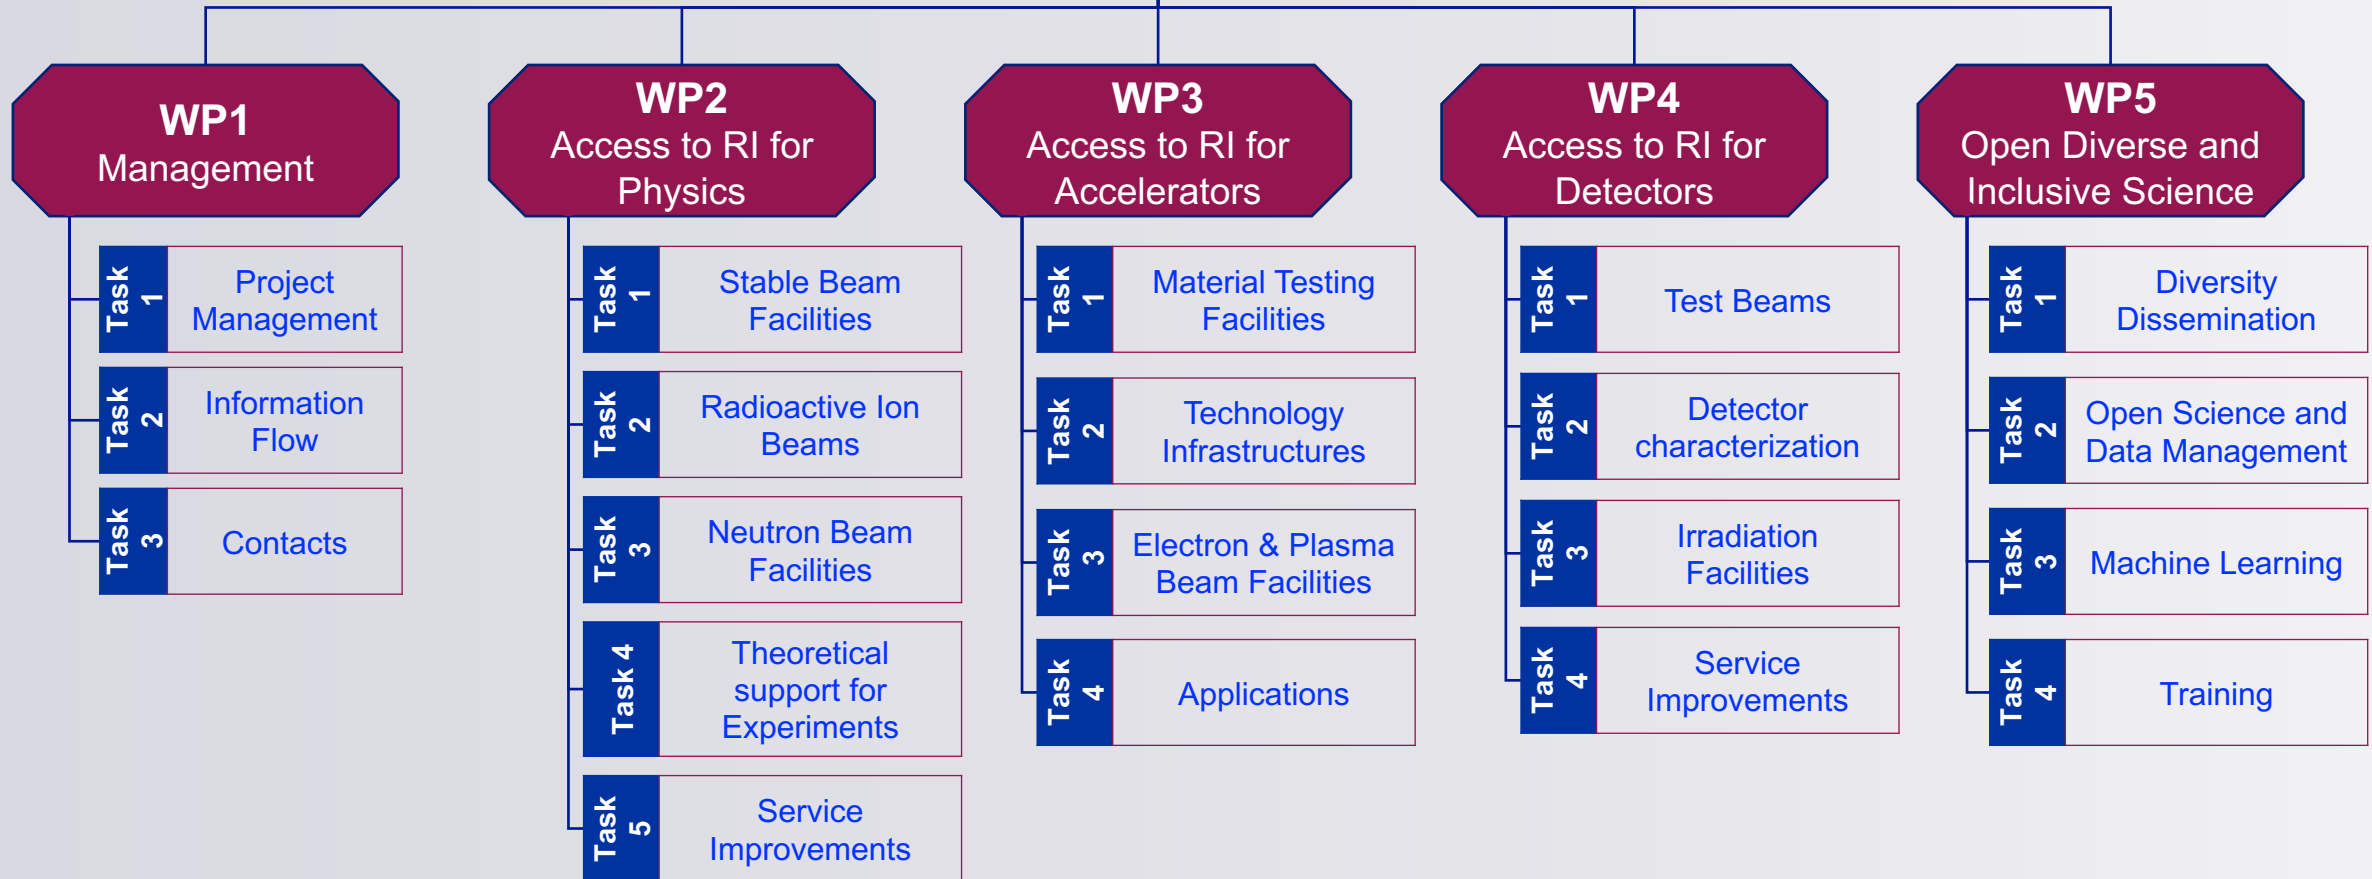 WP1
Management
Task
1
Project
Management
Task
2
Information
Flow
Task
3
Contacts
WP2
Access to RI for
Physics
Task
1
Stable Beam
Facilities
Task
2
Radioactive Ion
Beams
Task
3
Neutron Beam
Facilities
Task 4
Theoretical
support for
Experiments
Task
5
Service
Improvements
WP3
Access to RI for
Accelerators
Task
1
Material Testing
Facilities
Task
2
Technology
Infrastructures
Task
3
Electron & Plasma
Beam Facilities
Task
4
Applications
WP4
Access to RI for
Detectors
Task
1
Test Beams
Task
2
Detector
characterization
Task
3
Irradiation
Facilities
Task
4
Service
Improvements
WP5
Open Diverse and
Inclusive Science
Task
1
Diversity
Dissemination
Task
2
Open Science and
Data Management
Task
3
Machine Learning
Task
4
Training